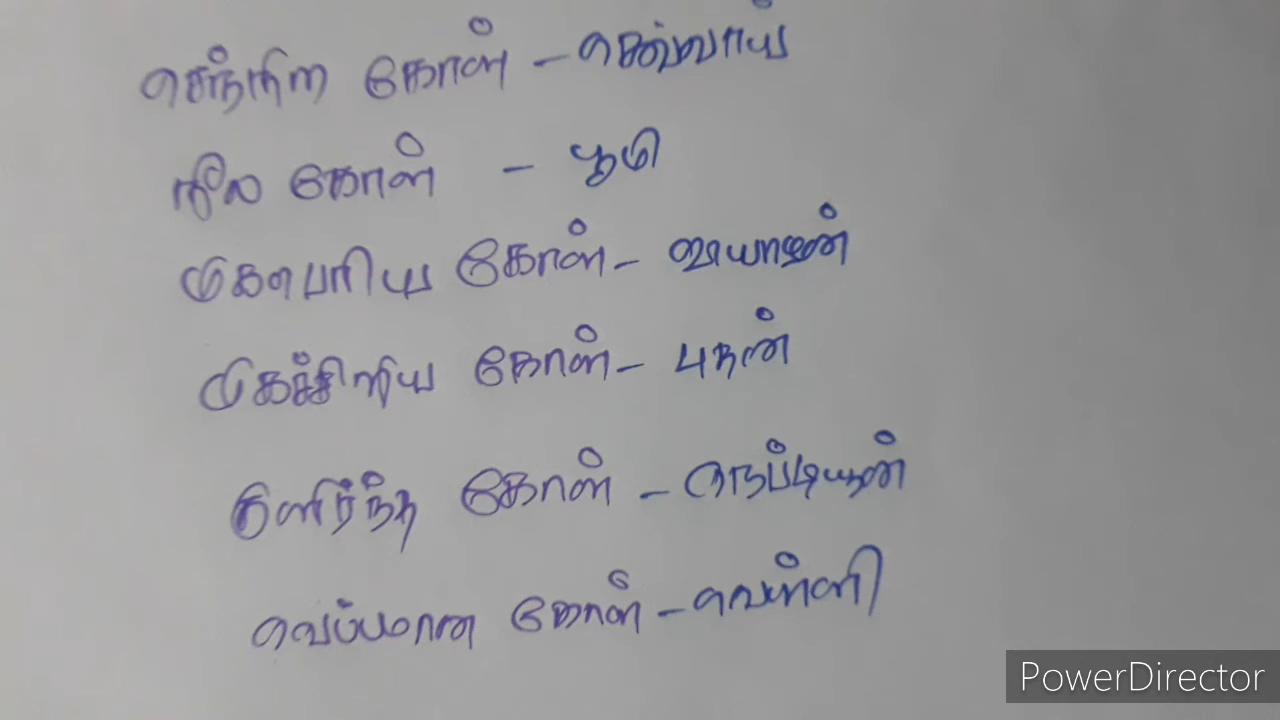 செந்நிற கோள் - செவ்வாய்
நீல கோள் - பூமி
மிகபெரிய கோள் - வியாழன்
மிகச்சிறிய கோள் - புதன்
குளிர்ந்த கோள் - நெப்டியூன்
வெப்பமான கோள் - வெள்ளி
PowerDirector